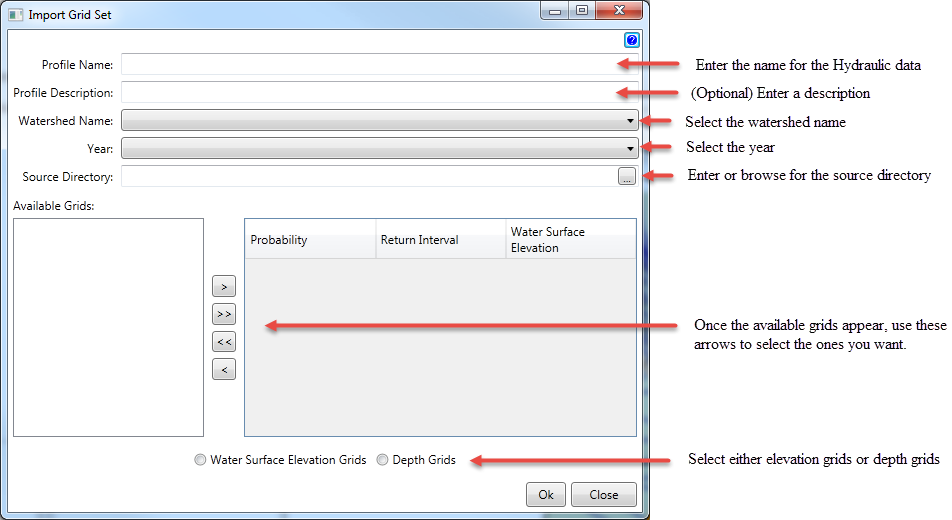 Import Grid Set
?
Profile Name:
Enter the name for the Hydraulic data
Profile Description:
(Optional) Enter a description
Watershed Name:
Select the watershed name
Year:
Select the year
Source Directory:
...
Enter or browse for the source directory
Available Grids:
Probability
Return Interval
Water Surface
Elevation
>
>>
<<
<
Once the available grids appear, use these
arrows to select the ones you want.
Water Surface Elevation Grids
Depth Grids
Select either elevation grids or depth grids
Ok
Close